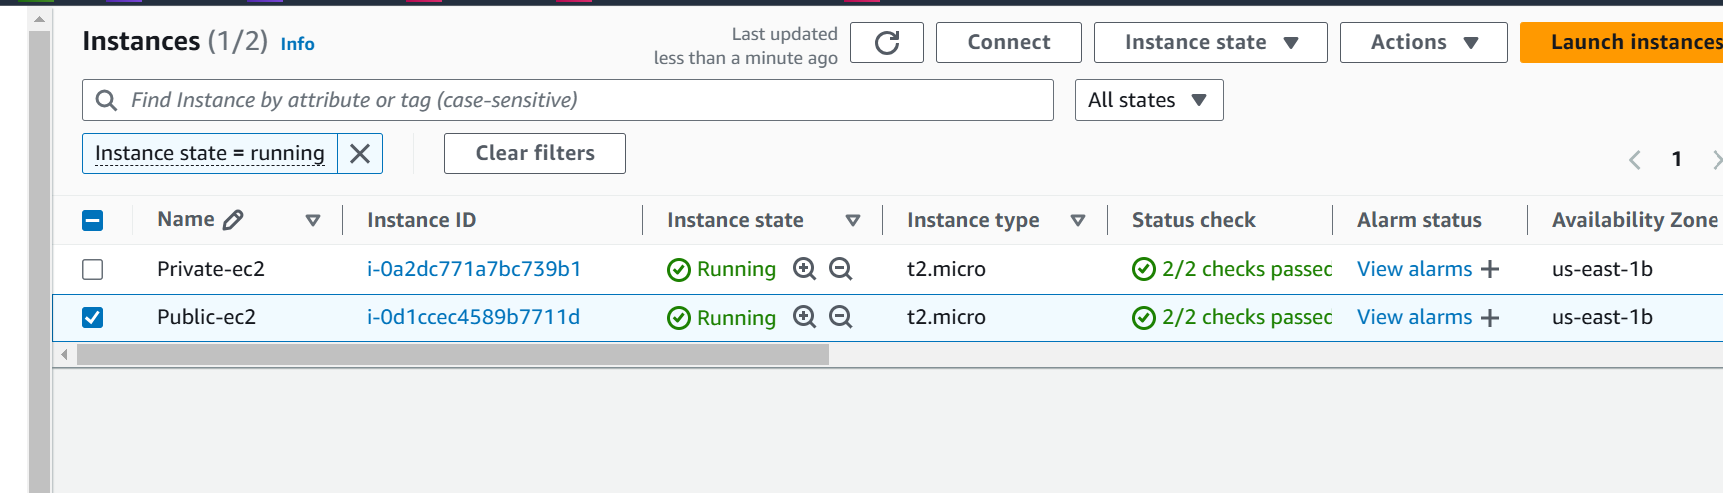 Instances (1/2) Info
Last updated
less than a minute ago
Connect
Instance state
Actions
Launch instances
Find Instance by attribute or tag (case-sensitive)
All states
Instance state = running
Clear filters
1
Name Instance ID Instance state Instance type Status check Alarm status Availability Zone
Private-ec2 i-0a2dc771a7bc739b1 Running t2.micro 2/2 checks passed View alarms + us-east-1b
Public-ec2 i-0d1ccec4589b7711d Running t2.micro 2/2 checks passed View alarms + us-east-1b